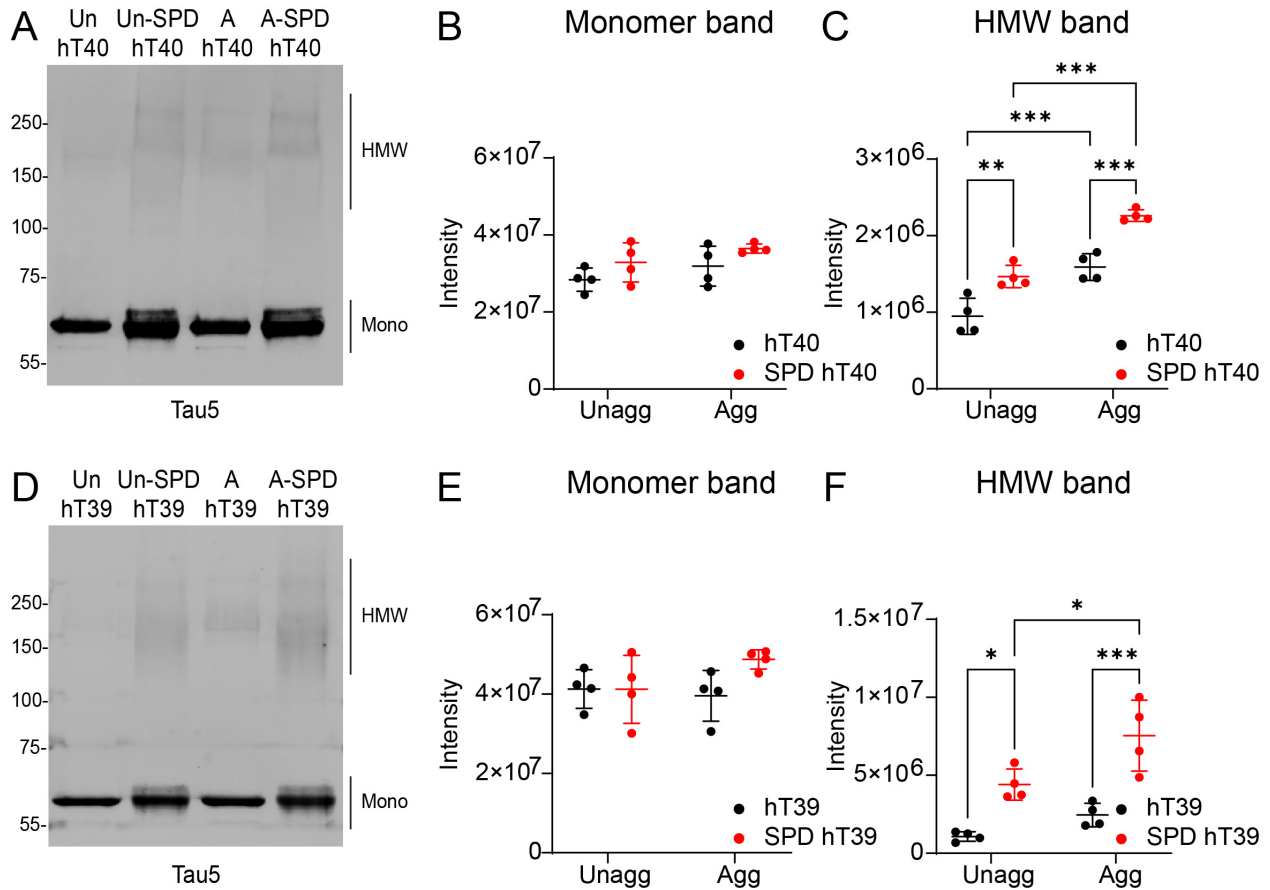 A
Un Un-SPD A A-SPD
hT40 hT40 hT40 hT40
250-
150-
100-
75-
55-
HMW
Mono
Tau5
B
Monomer band
Intensity
6×10⁷
4×10⁷
2×10⁷
0
hT40
SPD hT40
Unagg Agg
C
HMW band
***
***
** ***
Intensity
3×10⁶
2×10⁶
1×10⁶
0
hT40
SPD hT40
Unagg Agg
D
Un Un-SPD A A-SPD
hT39 hT39 hT39 hT39
250-
150-
100-
75-
55-
HMW
Mono
Tau5
E
Monomer band
Intensity
6×10⁷
4×10⁷
2×10⁷
0
hT39
SPD hT39
Unagg Agg
F
HMW band
*
* ***
Intensity
1.5×10⁷
1×10⁷
5×10⁶
0
hT39
SPD hT39
Unagg Agg